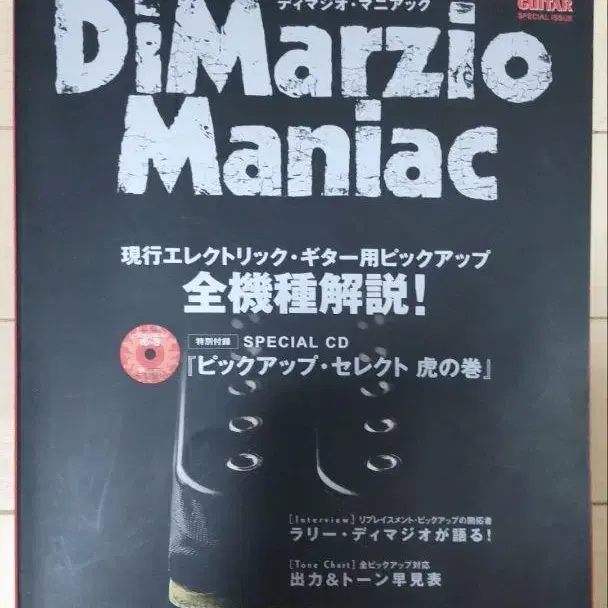 ディマジオ・マニアック
GUITAR
SPECIAL ISSUE
DiMarzio
Maniac
現行エレクトリック・ギター用ピックアップ
全機種解説!
特別付録 SPECIAL CD
『ピックアップ・セレクト 虎の巻』
[Interview] リプレイスメント・ピックアップの開拓者
ラリー・ディマジオが語る!
[Tone Chart] 全ピックアップ対応
出力&トーン早見表